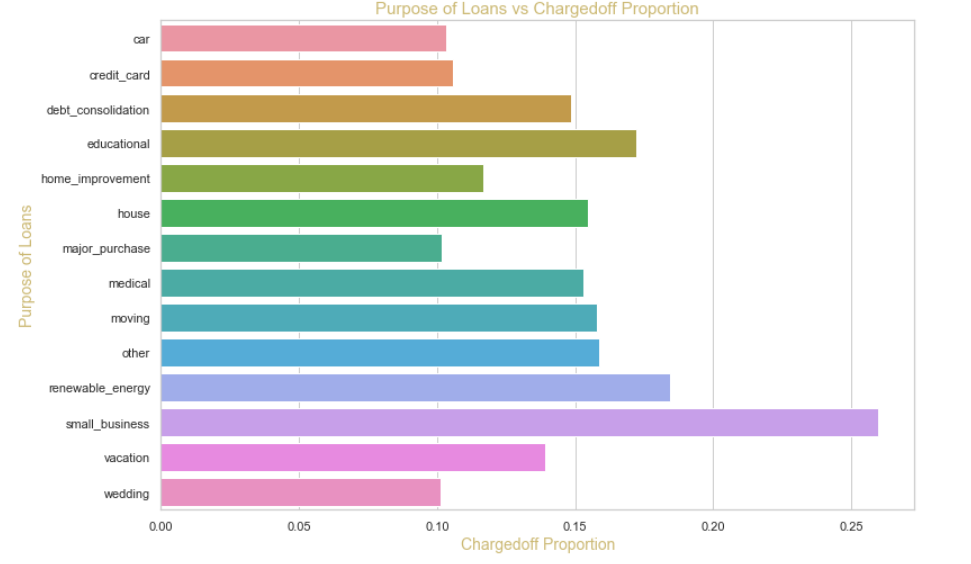 Purpose of Loans vs Chargedoff Proportion
Purpose of Loans
car
credit_card
debt_consolidation
educational
home_improvement
house
major_purchase
medical
moving
other
renewable_energy
small_business
vacation
wedding
0.00 0.05 0.10 0.15 0.20 0.25
Chargedoff Proportion